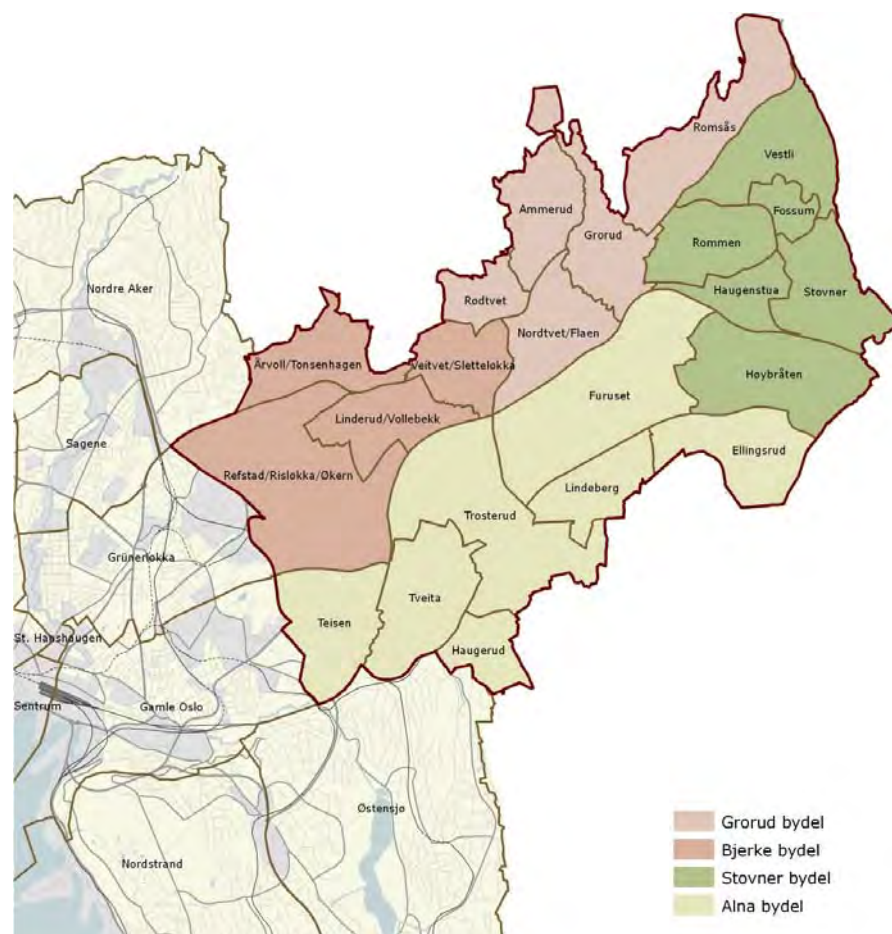 Romsås
Vestli
Ammerud
Fossum
Grorud
Rommen
Nordre Aker
Haugenstua
Stovner
Rødtvet
Nordtvet/Flaen
Årvoll/Tonsenhagen
Veitvet/Sletteløkka
Høybråten
Furuset
Linderud/Vollebekk
Sagene
Ellingsrud
Refstad/Risløkka/Økern
Lindeberg
Trosterud
Grünerløkka
Tveita
Teisen
St. Hanshaugen
Haugerud
Sentrum
Gamle Oslo
Østensjø
Nordstrand
Grorud bydel
Bjerke bydel
Stovner bydel
Alna bydel